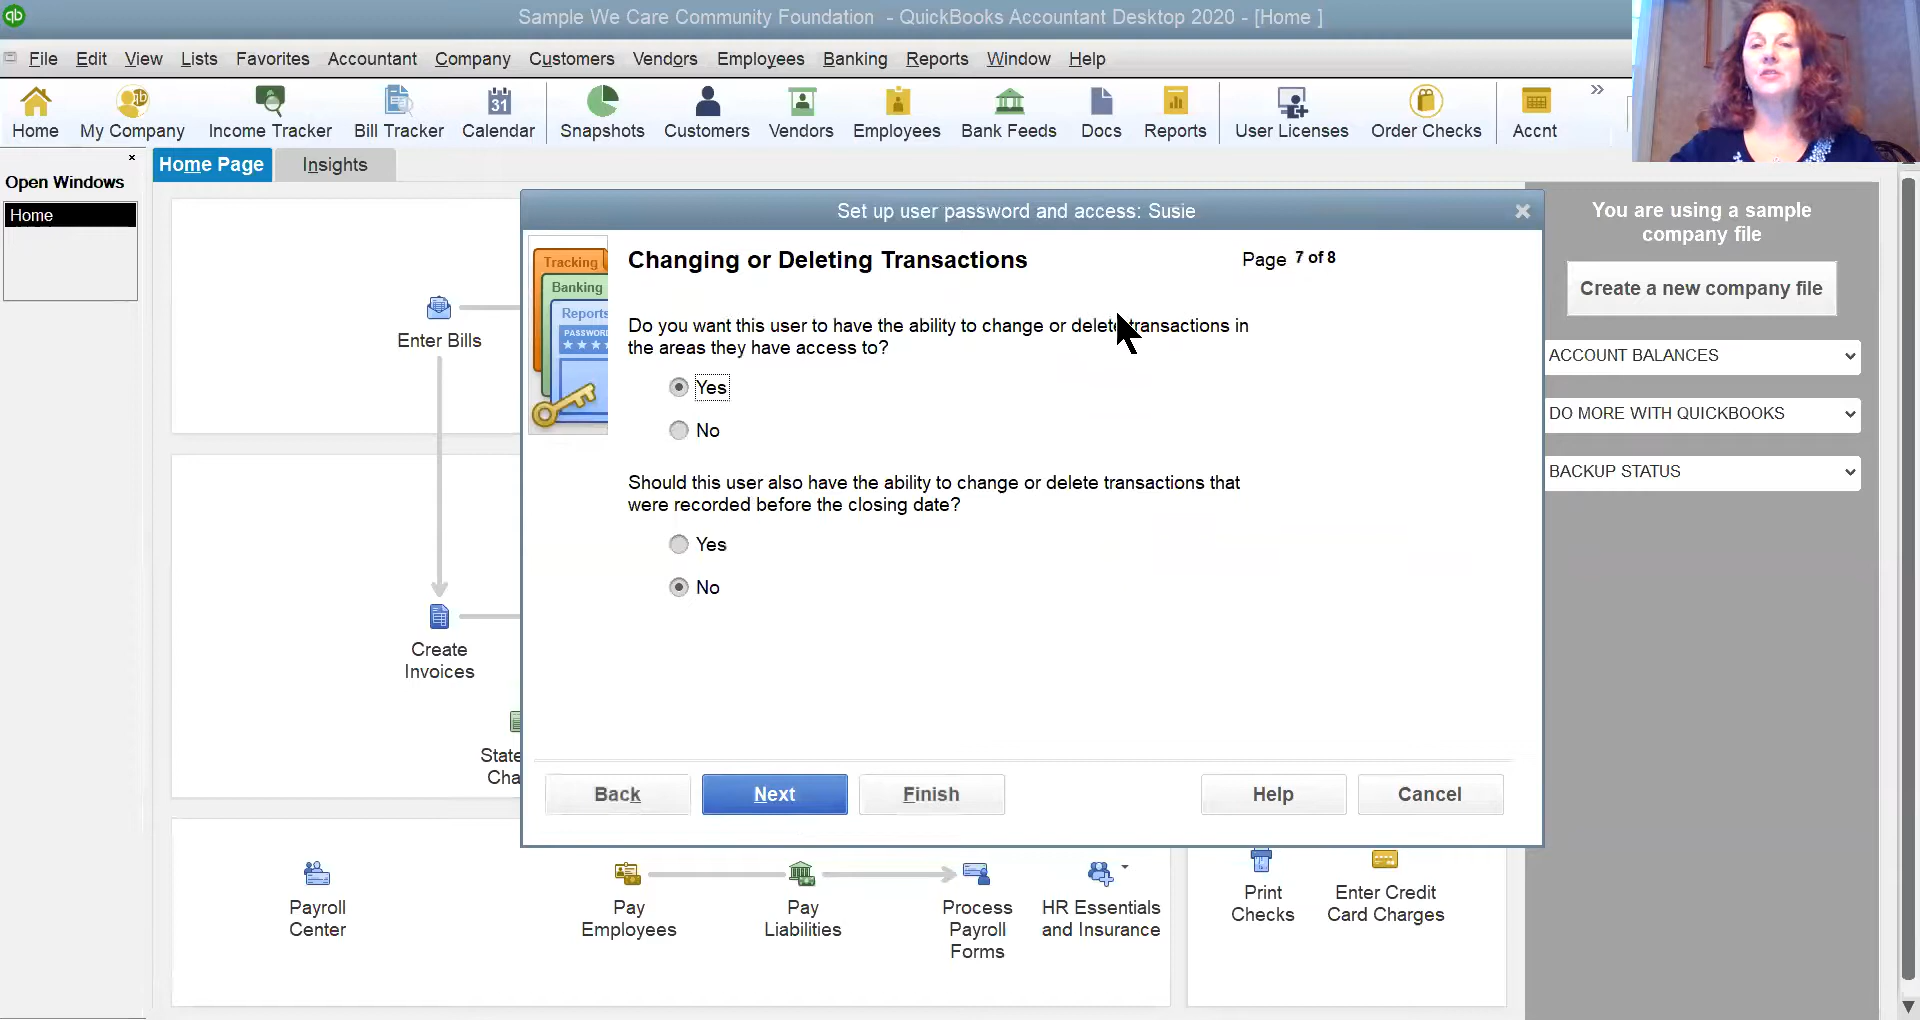 Sample We Care Community Foundation - QuickBooks Accountant Desktop 2020 - [Home ]
File Edit View Lists Favorites Accountant Company Customers Vendors Employees Banking Reports Window Help
Home My Company Income Tracker Bill Tracker Calendar Snapshots Customers Vendors Employees Bank Feeds Docs Reports User Licenses Order Checks Accnt
Open Windows
Home
Home Page Insights
Enter Bills
Create
Invoices
State
Cha
Set up user password and access: Susie
Tracking
Banking
Reports
PASSWORD
Changing or Deleting Transactions
Page 7 of 8
Do you want this user to have the ability to change or delete transactions in
the areas they have access to?
Yes
No
Should this user also have the ability to change or delete transactions that
were recorded before the closing date?
Yes
No
Back Next Finish Help Cancel
You are using a sample
company file
Create a new company file
ACCOUNT BALANCES
DO MORE WITH QUICKBOOKS
BACKUP STATUS
Payroll
Center
Pay
Employees
Pay
Liabilities
Process
Payroll
Forms
HR Essentials
and Insurance
Print
Checks
Enter Credit
Card Charges